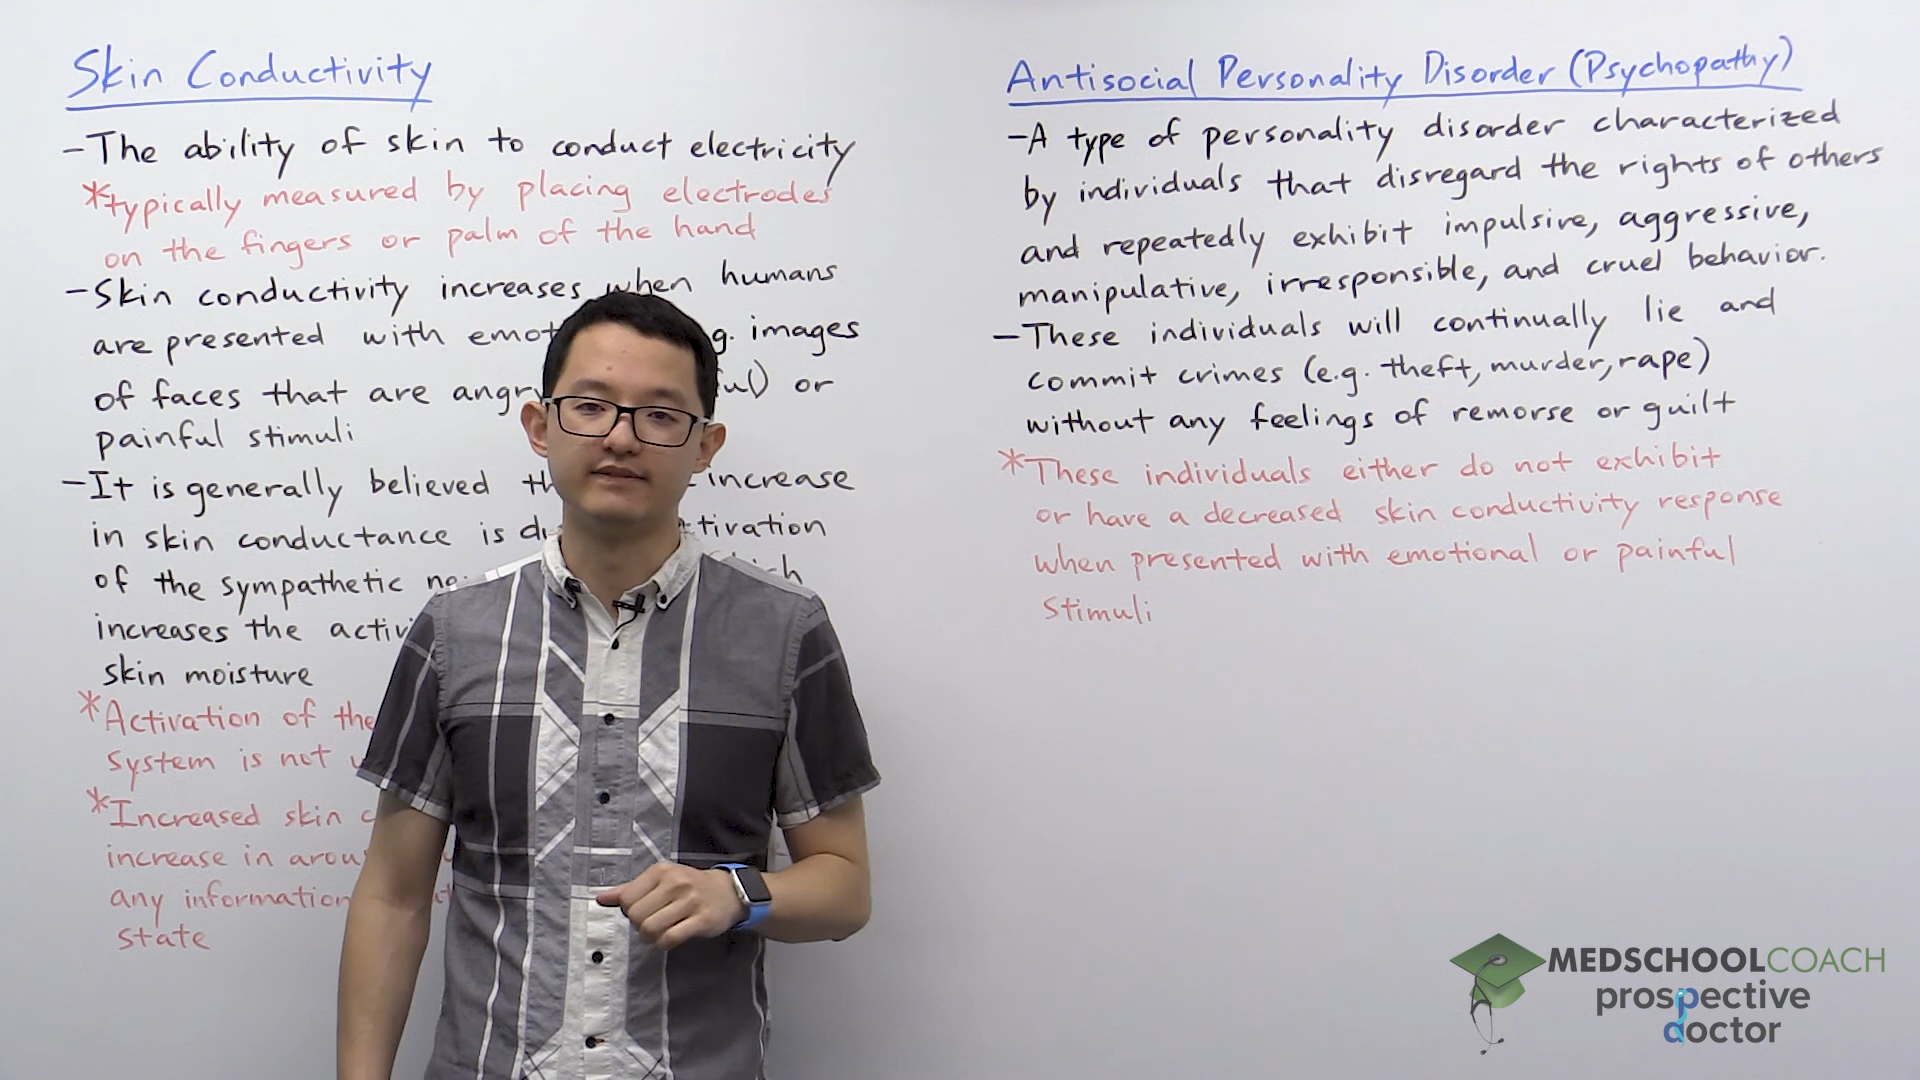 Skin Conductivity
-The ability of skin to conduct electricity
*typically measured by placing electrodes
on the fingers or palm of the hand
-Skin conductivity increases when humans
are presented with images
of faces that are angry or
painful stimuli
-It is generally believed increase
in skin conductance is
of the sympathetic
increases the
skin moisture
*Activation of the
system is not
*Increased skin
increase in
any information
state
Antisocial Personality Disorder (Psychopathy)
-A type of personality disorder characterized
by individuals that disregard the rights of others
and repeatedly exhibit impulsive, aggressive,
manipulative, irresponsible, and cruel behavior.
-These individuals will continually lie and
commit crimes (e.g. theft, murder, rape)
without any feelings of remorse or guilt
*These individuals either do not exhibit
or have a decreased skin conductivity response
when presented with emotional or painful
stimuli
MEDSCHOOLCOACH
prospective
doctor